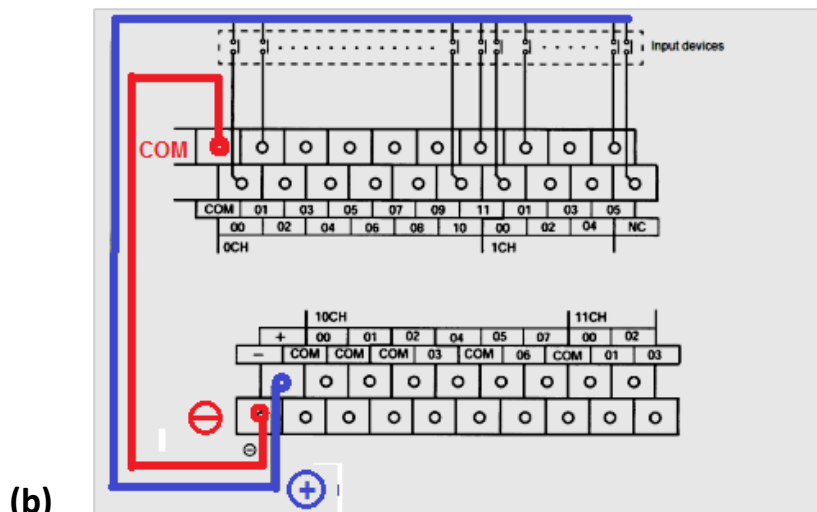 Input devices
COM
COM 01 03 05 07 09 11 01 03 05
00 02 04 06 08 10 00 02 04 NC
0CH 1CH
10CH 11CH
+ 00 01 02 04 05 07 00 02
− COM COM COM 03 COM 06 COM 01 03
⊖
⊖
⊕
(b)